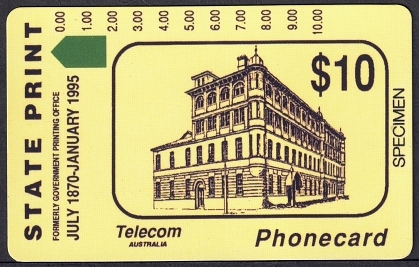 STATE PRINT
FORMERLY GOVERNMENT PRINTING OFFICE
JULY 1870-JANUARY 1995
0.00
1.00
2.00
3.00
4.00
5.00
6.00
7.00
8.00
9.00
10.00
$10
SPECIMEN
Telecom
AUSTRALIA
Phonecard